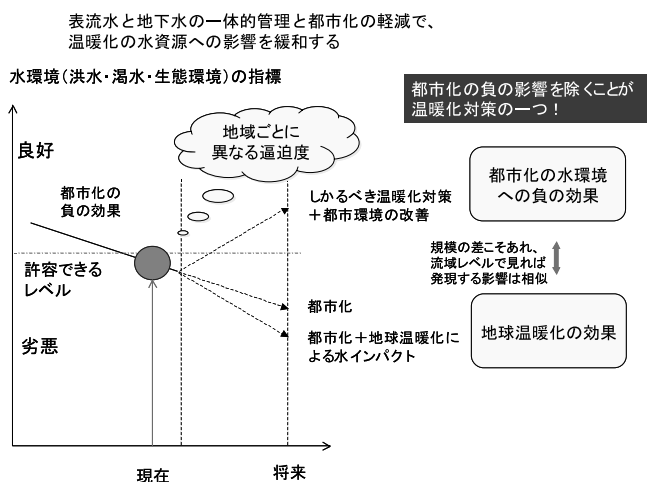 表流水と地下水の一体的管理と都市化の軽減で、
温暖化の水資源への影響を緩和する
水環境(洪水・渇水・生態環境)の指標
都市化の負の影響を除くことが
温暖化対策の一つ!
地域ごとに
異なる逼迫度
良好
都市化の
負の効果
しかるべき温暖化対策
+都市環境の改善
都市化の水環境
への負の効果
規模の差こそあれ、
流域レベルで見れば
発現する影響は相似
許容できる
レベル
都市化
都市化+地球温暖化に
よる水インパクト
地球温暖化の効果
劣悪
現在
将来